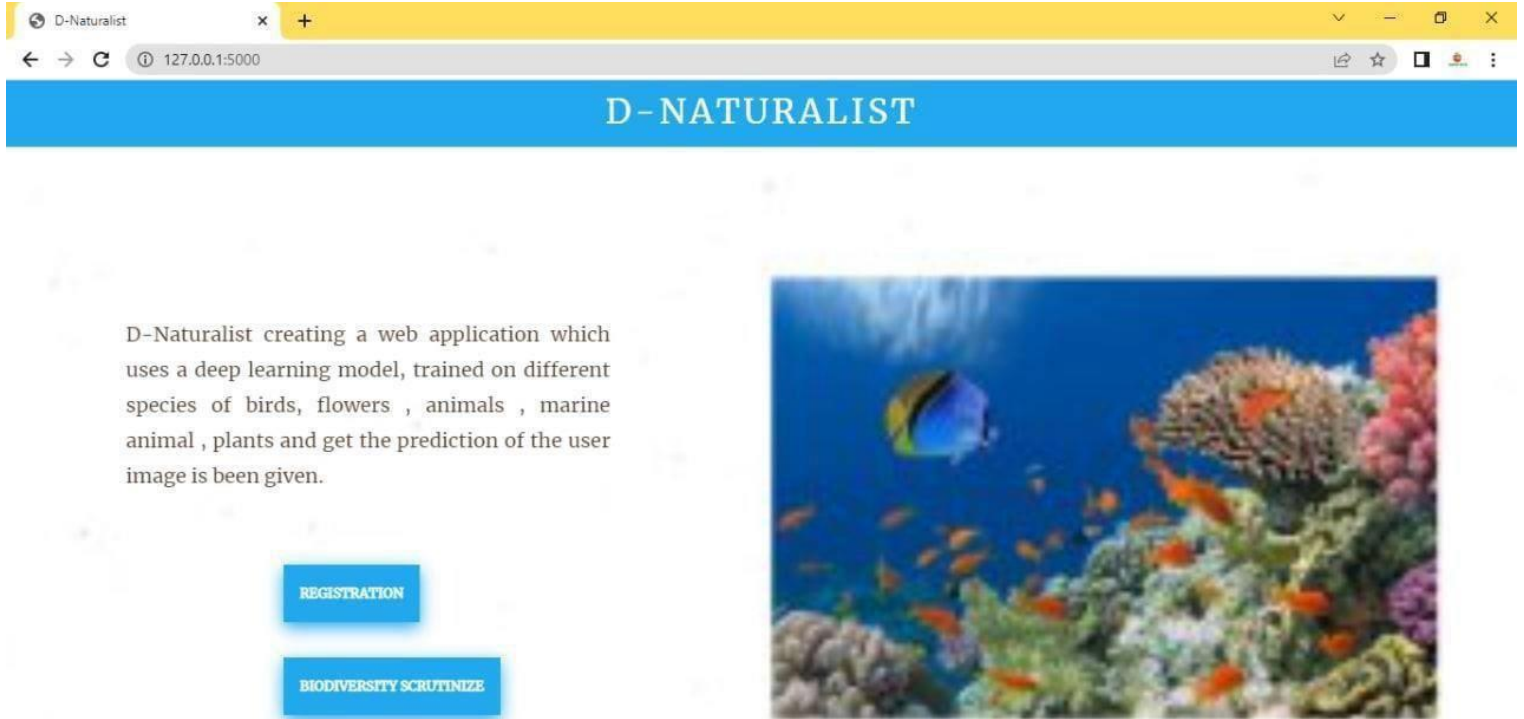 D-Naturalist
127.0.0.1:5000
D-NATURALIST
D-Naturalist creating a web application which
uses a deep learning model, trained on different
species of birds, flowers , animals , marine
animal , plants and get the prediction of the user
image is been given.
REGISTRATION
BIODIVERSITY SCRUTINIZE